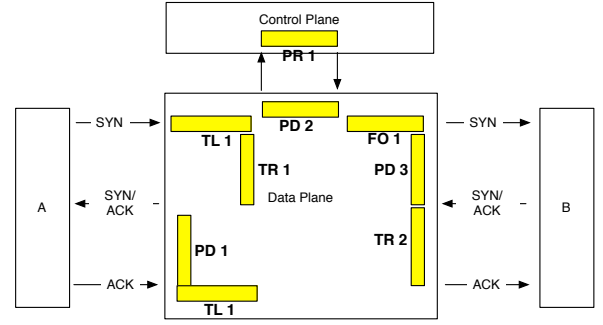 Control Plane
PR 1
SYN
TL 1
PD 2
FO 1
SYN
TR 1
PD 3
A
SYN/
ACK
Data Plane
SYN/
ACK
B
PD 1
TR 2
ACK
TL 1
ACK